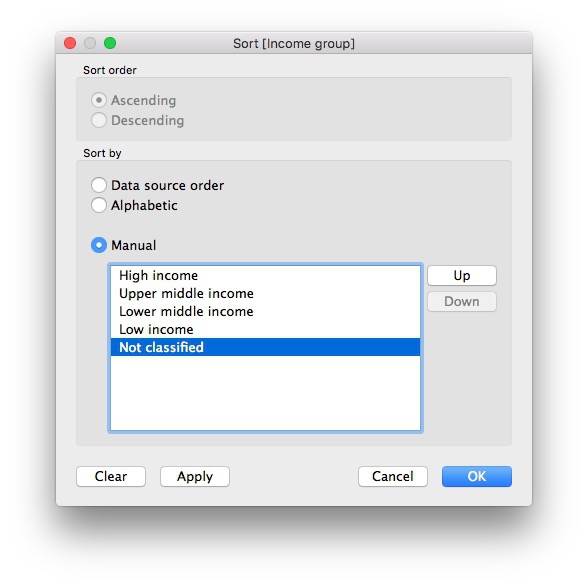 Sort [Income group]
Sort order
Ascending
Descending
Sort by
Data source order
Alphabetic
Manual
High income
Upper middle income
Lower middle income
Low income
Not classified
Up
Down
Clear
Apply
Cancel
OK